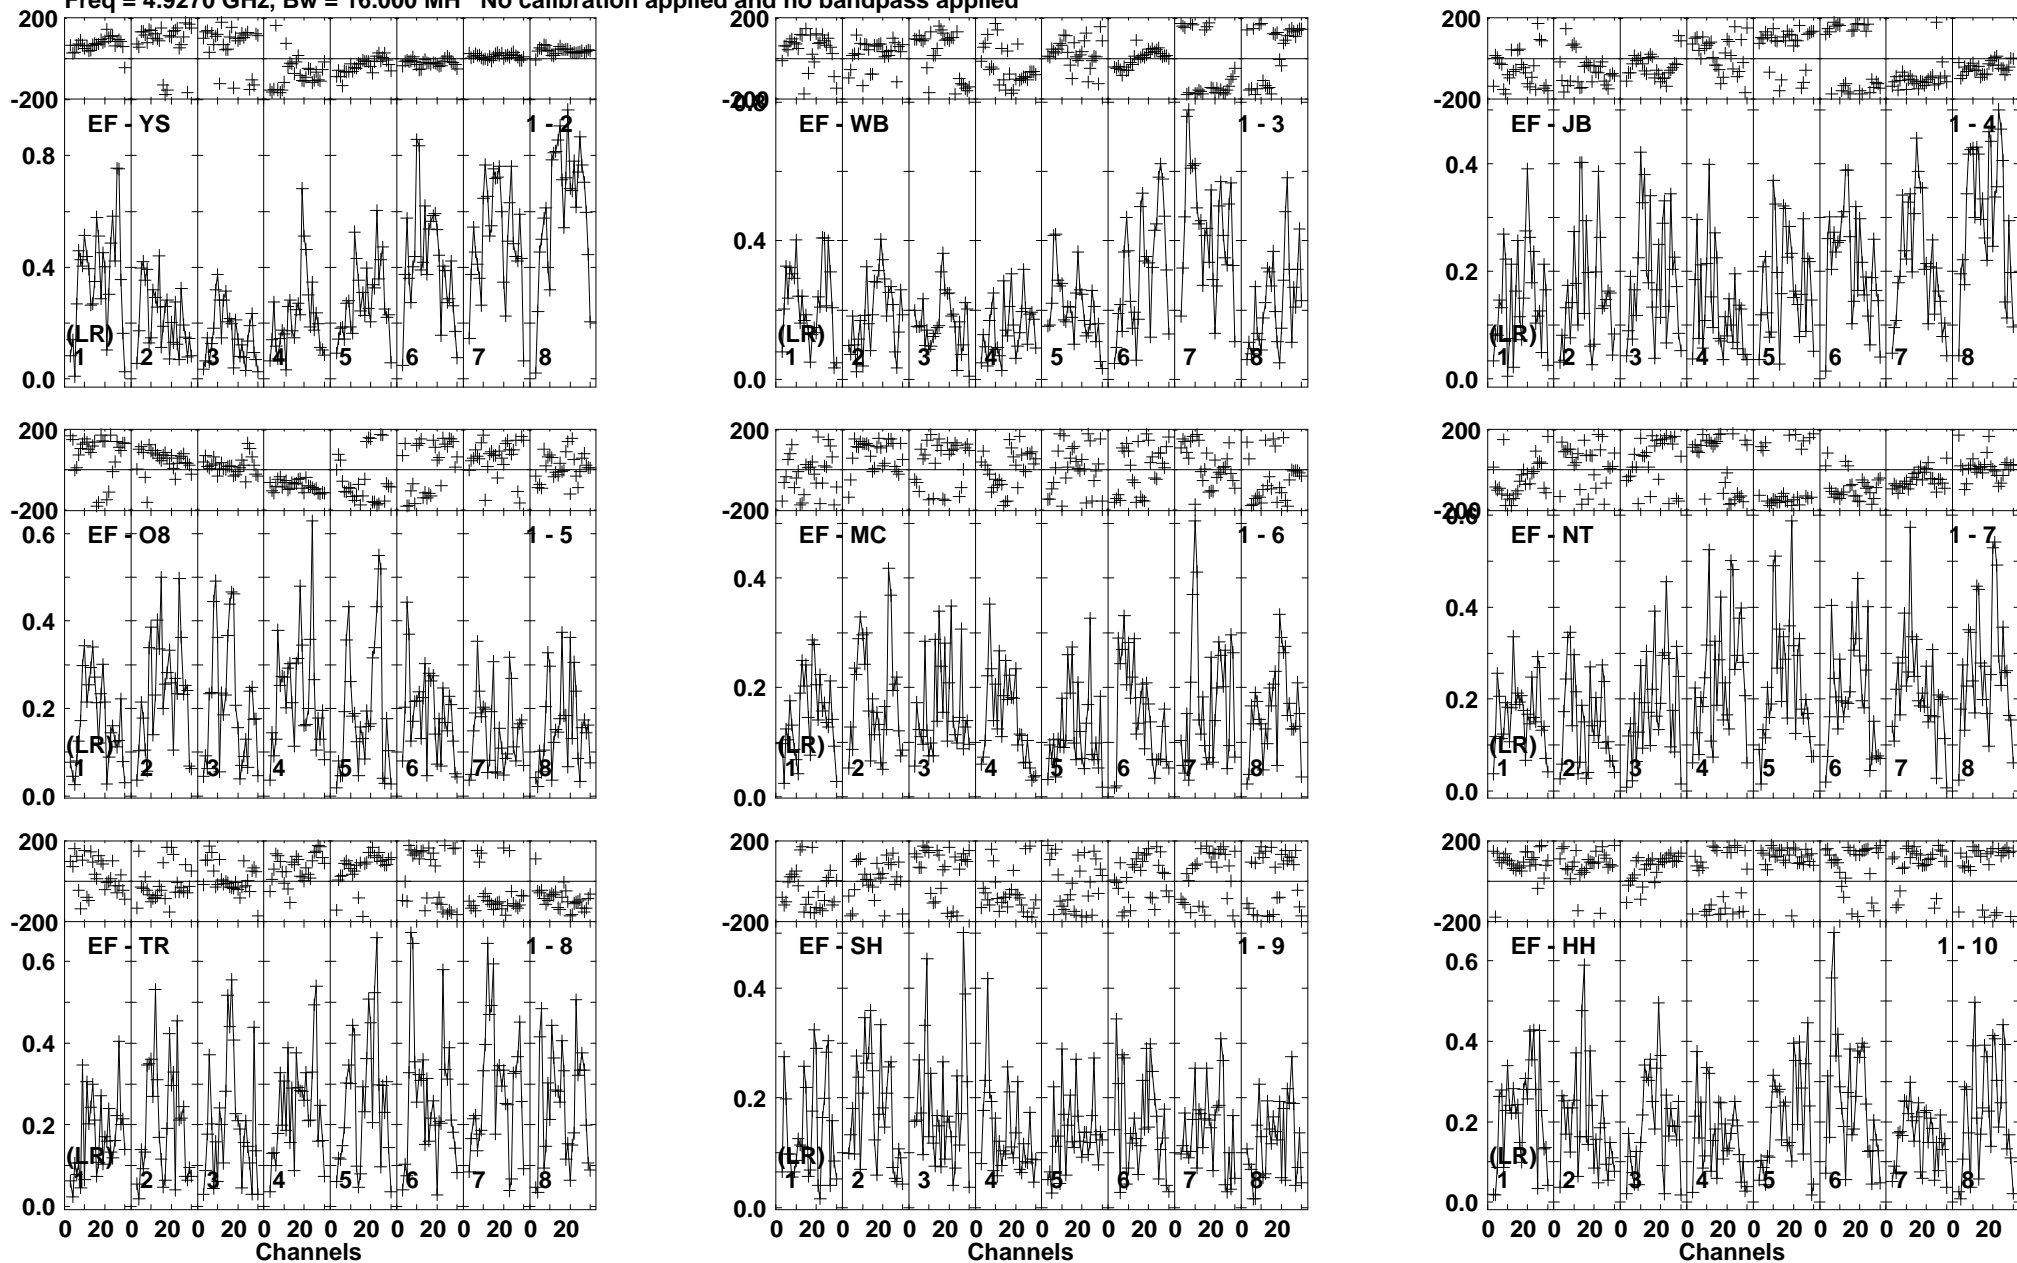 Freq = 4.9270 GHz, Bw = 16.000 MH No calibration applied and no bandpass applied
200 200 200
-200 -200 0.8 -200
EF - YS 1 - 2 EF - WB 1 - 3 EF - JB 1 - 4
0.8 0.4
0.4 0.4 0.2
(LR) (LR) (LR)
1 2 3 4 5 6 7 8 1 2 3 4 5 6 7 8 1 2 3 4 5 6 7 8
0.0 0.0 0.0
200 200 200
-200 -200 -200 0.6
EF - O8 1 - 5 EF - MC 1 - 6 EF - NT 1 - 7
0.6
0.4 0.4 0.4
0.2 0.2 0.2
(LR) (LR) (LR)
1 2 3 4 5 6 7 8 1 2 3 4 5 6 7 8 1 2 3 4 5 6 7 8
0.0 0.0 0.0
200 200 200
-200 -200 -200
EF - TR 1 - 8 EF - SH 1 - 9 EF - HH 1 - 10
0.6 0.6
0.4 0.4 0.4
0.2 0.2 0.2
(LR) (LR) (LR)
1 2 3 4 5 6 7 8 1 2 3 4 5 6 7 8 1 2 3 4 5 6 7 8
0.0 0.0 0.0
0 20 0 20 0 20 0 20 0 20 0 20 0 20 0 20 0 20 0 20 0 20 0 20 0 20 0 20 0 20 0 20 0 20 0 20 0 20 0 20 0 20 0 20 0 20 0 20
Channels Channels Channels